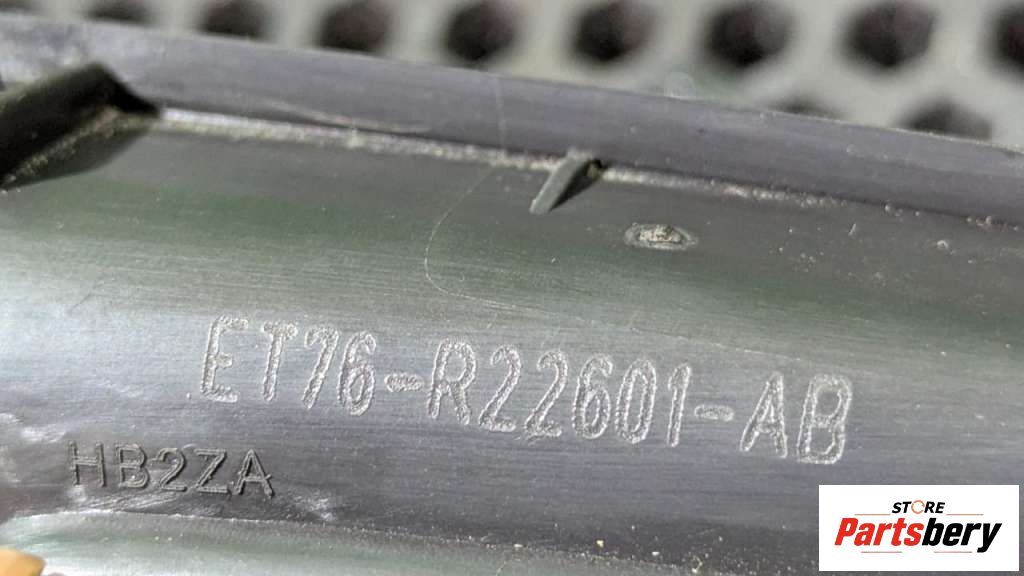 ET76-R22601-AB
HB2ZA
STORE
Partsbery